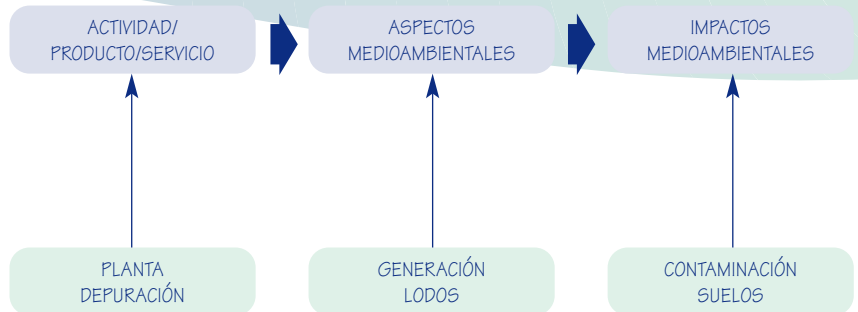 ACTIVIDAD/
PRODUCTO/SERVICIO
ASPECTOS
MEDIOAMBIENTALES
IMPACTOS
MEDIOAMBIENTALES
PLANTA
DEPURACIÓN
GENERACIÓN
LODOS
CONTAMINACIÓN
SUELOS